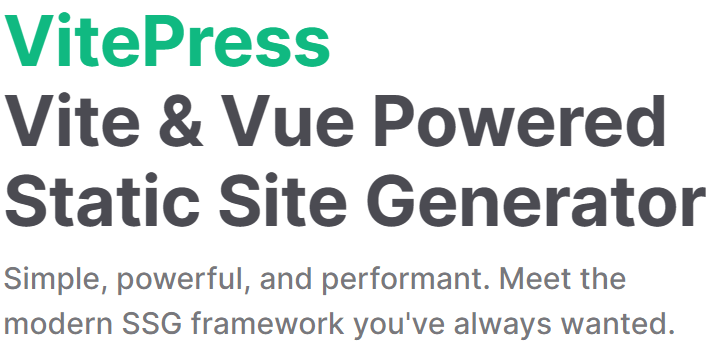 VitePress
Vite & Vue Powered
Static Site Generator
Simple, powerful, and performant. Meet the
modern SSG framework you've always wanted.